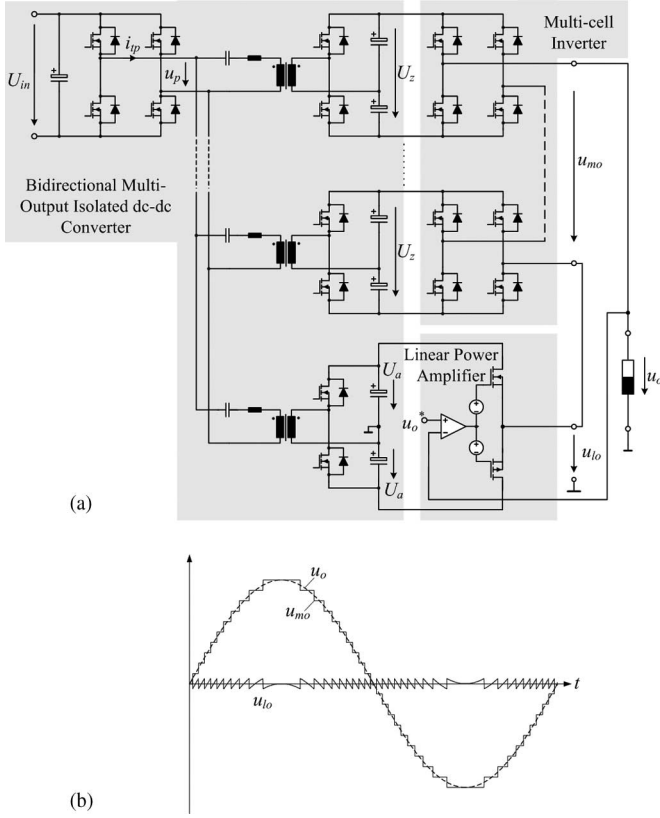 (a)
U_in
i_tp
u_p
U_z
Multi-cell
Inverter
u_mo
Bidirectional Multi-
Output Isolated dc-dc
Converter
U_z
Linear Power
Amplifier
U_a
u_o*
U_a
u_lo
u_o
(a)
(b)
u_o
u_mo
u_lo
t